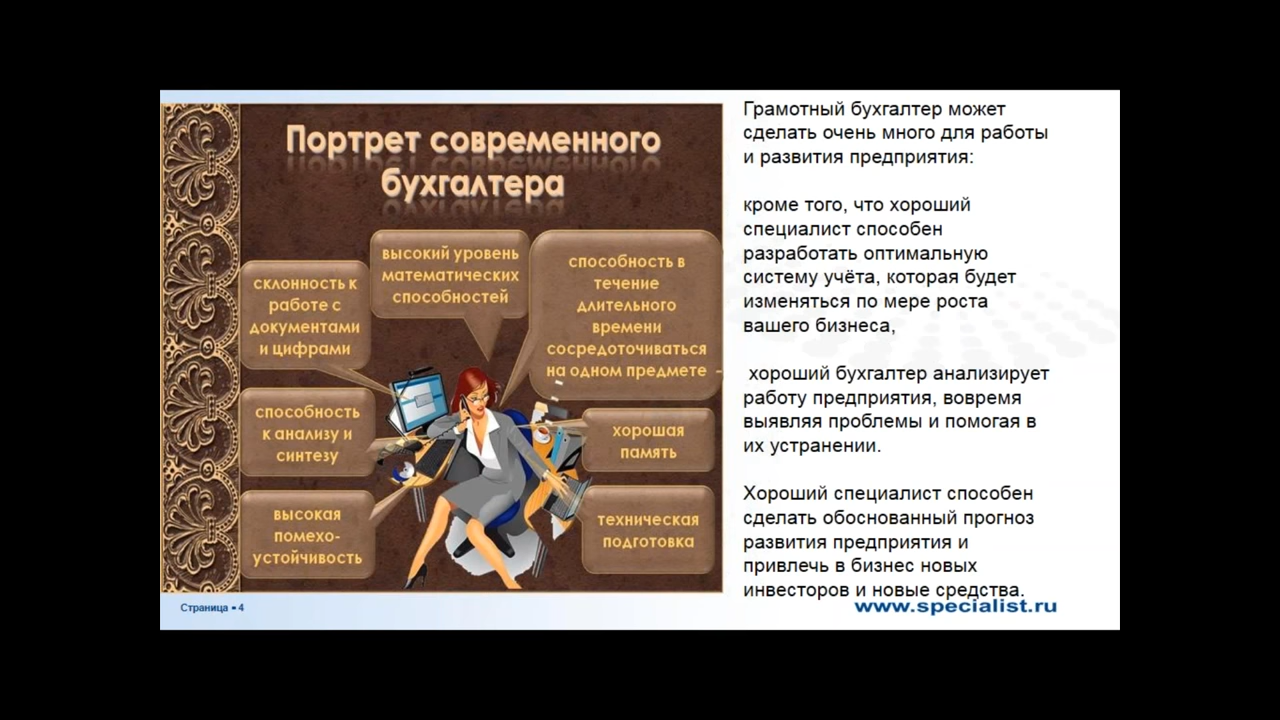 Портрет современного
бухгалтера
склонность к
работе с
документами
и цифрами
высокий уровень
математических
способностей
способность в
течение
длительного
времени
сосредоточиваться
на одном предмете -
способность
к анализу и
синтезу
хорошая
память
высокая
помехо-
устойчивость
техническая
подготовка
Грамотный бухгалтер может
сделать очень много для работы
и развития предприятия:
кроме того, что хороший
специалист способен
разработать оптимальную
систему учёта, которая будет
изменяться по мере роста
вашего бизнеса,
хороший бухгалтер анализирует
работу предприятия, вовремя
выявляя проблемы и помогая в
их устранении.
Хороший специалист способен
сделать обоснованный прогноз
развития предприятия и
привлечь в бизнес новых
инвесторов и новые средства.
Страница ▪ 4
www.specialist.ru